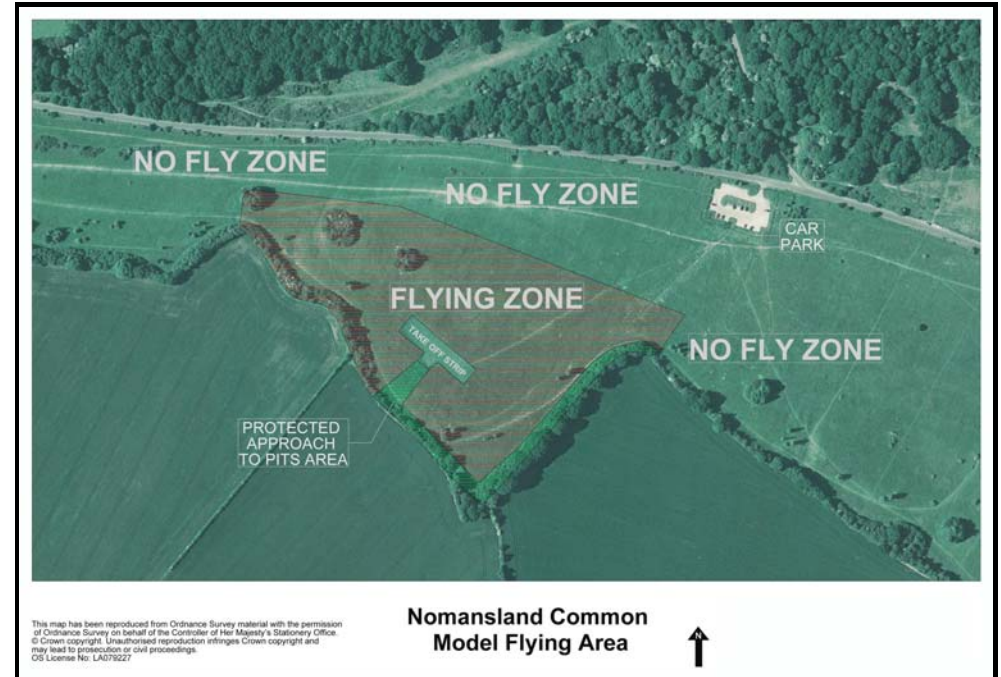 NO FLY ZONE
NO FLY ZONE
CAR
PARK
FLYING ZONE
TAKE OFF STRIP
NO FLY ZONE
PROTECTED
APPROACH
TO PITS AREA
This map has been reproduced from Ordnance Survey material with the permission
of Ordnance Survey on behalf of the Controller of Her Majesty's Stationery Office.
© Crown copyright. Unauthorised reproduction infringes Crown copyright and
may lead to prosecution or civil proceedings.
OS License No: LA079227
Nomansland Common
Model Flying Area
N